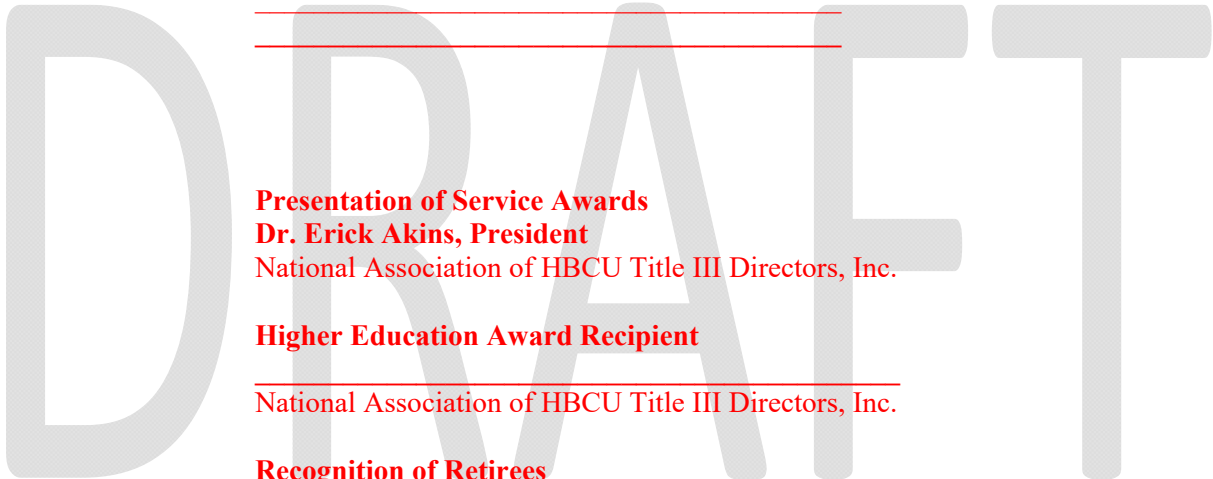 Presentation of Service Awards
Dr. Erick Akins, President
National Association of HBCU Title III Directors, Inc.
Higher Education Award Recipient
National Association of HBCU Title III Directors, Inc.
Recognition of Retirees
DRAFT